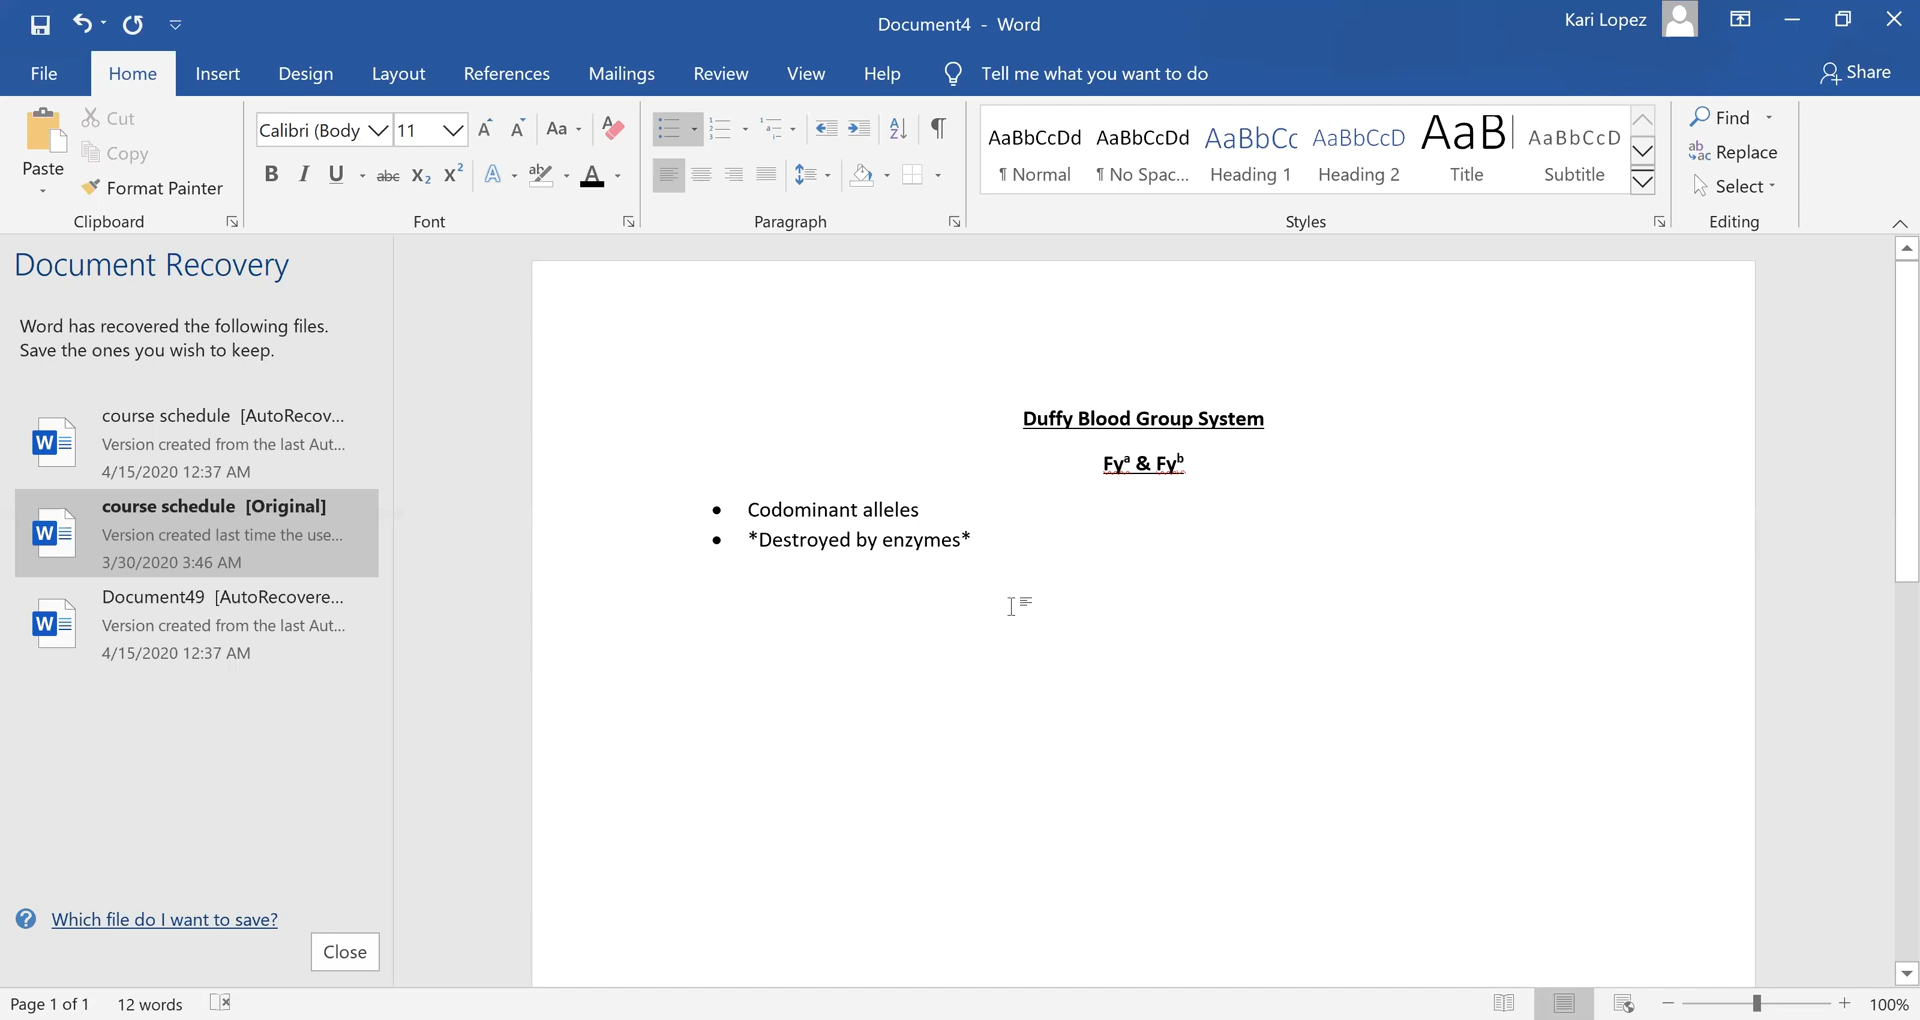 Document4 - Word
Kari Lopez
File Home Insert Design Layout References Mailings Review View Help Tell me what you want to do Share
Paste
Cut
Copy
Format Painter
Clipboard
Calibri (Body 11
Aa
B I U abc X₂ X² A ab A
Font
Paragraph
AaBbCcDd AaBbCcDd AaBbCc AaBbCcD AaB AaBbCcD
¶ Normal ¶ No Spac... Heading 1 Heading 2 Title Subtitle
Styles
Find
Replace
Select
Editing
Document Recovery
Word has recovered the following files.
Save the ones you wish to keep.
course schedule [AutoRecov...
Version created from the last Aut...
4/15/2020 12:37 AM
course schedule [Original]
Version created last time the use...
3/30/2020 3:46 AM
Document49 [AutoRecovere...
Version created from the last Aut...
4/15/2020 12:37 AM
Which file do I want to save?
Close
Duffy Blood Group System
Fyᵃ & Fyᵇ
• Codominant alleles
• *Destroyed by enzymes*
Page 1 of 1 12 words
100%